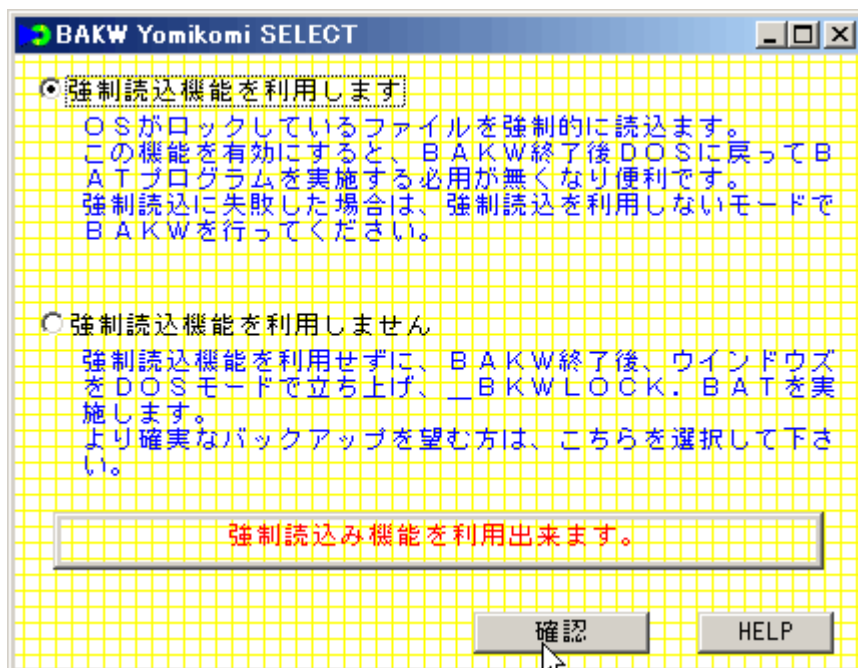 BAKW Yomikomi SELECT
強制読込機能を利用します
OSがロックしているファイルを強制的に読込ます。
この機能を有効にすると、BAKW終了後DOSに戻ってB
ATプログラムを実施する必用が無くなり便利です。
強制読込に失敗した場合は、強制読込を利用しないモードで
BAKWを行ってください。
強制読込機能を利用しません
強制読込機能を利用せずに、BAKW終了後、ウインドウズ
をDOSモードで立ち上げ、_BKWLOCK.BATを実
施します。
より確実なバックアップを望む方は、こちらを選択して下さ
い。
強制読込み機能を利用出来ます。
確認
HELP